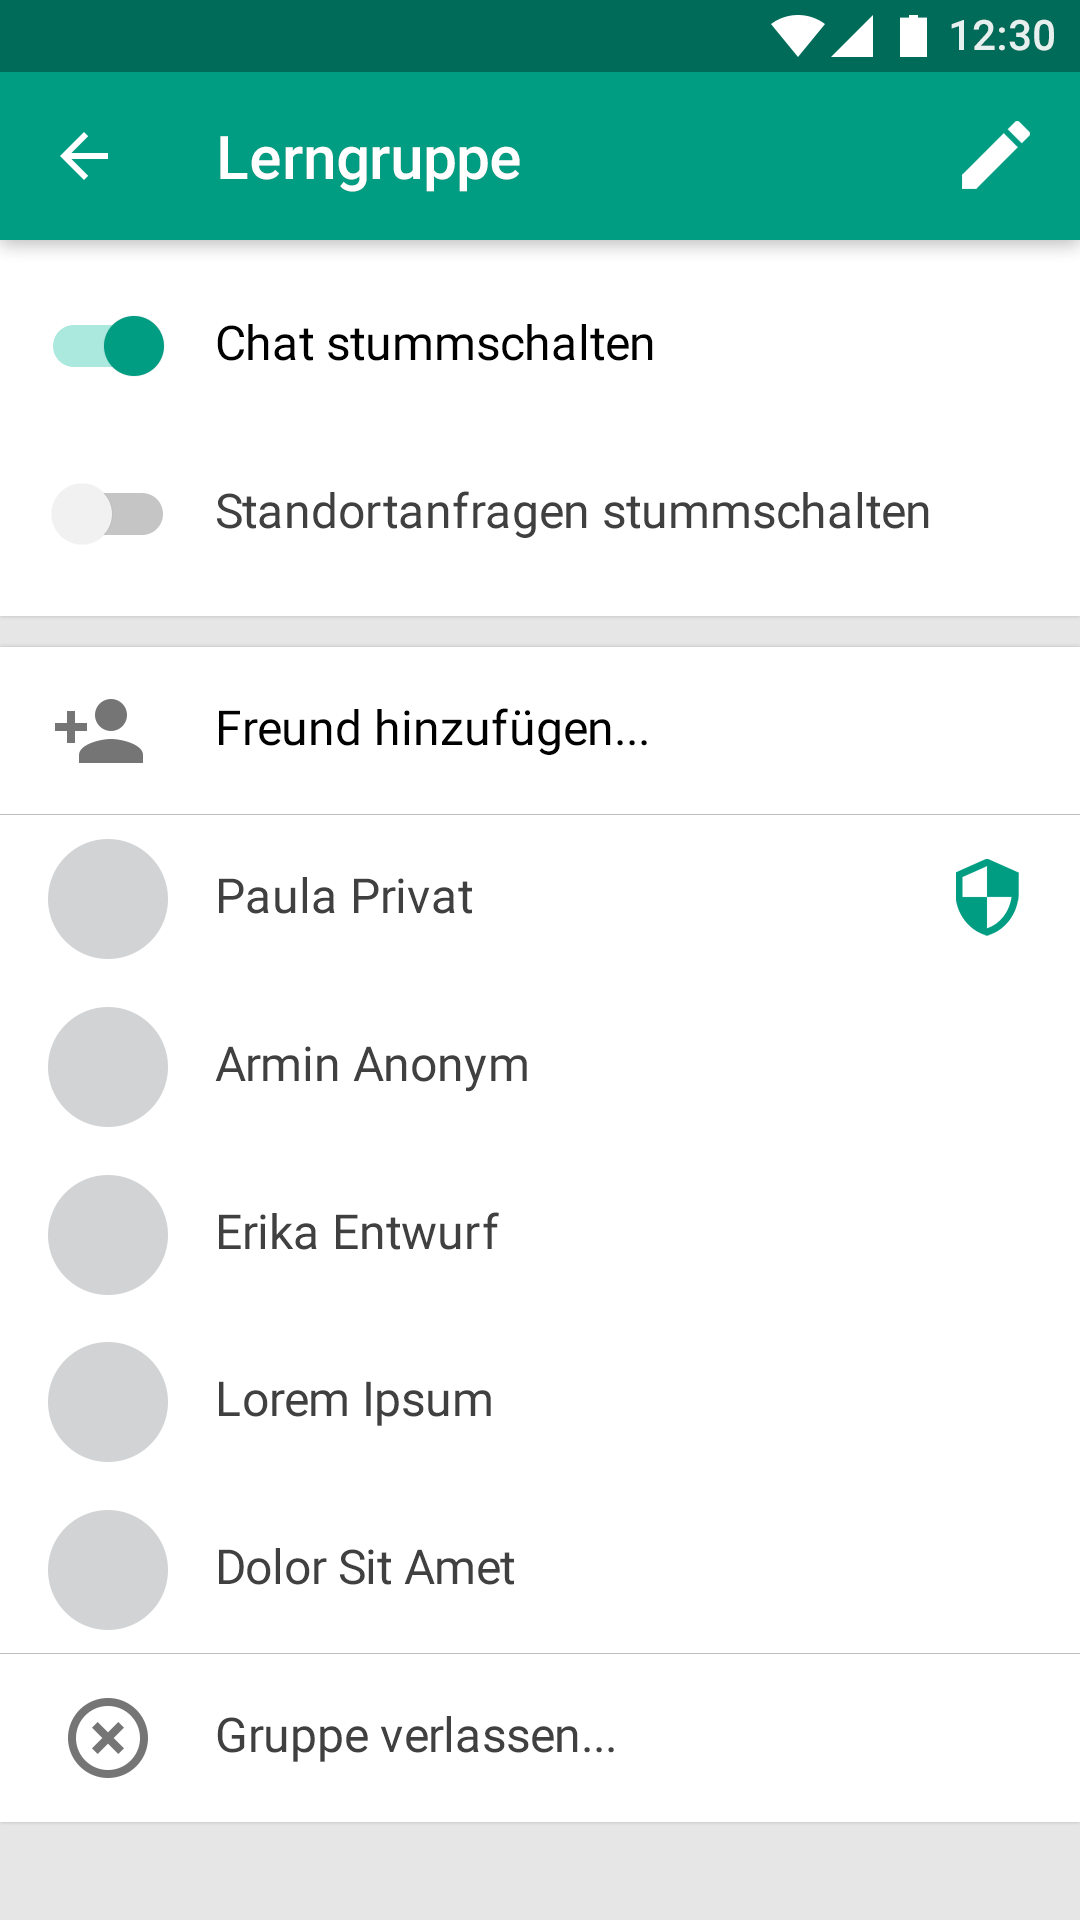 12:30
Lerngruppe
Chat stummschalten
Standortanfragen stummschalten
Freund hinzufügen...
Paula Privat
Armin Anonym
Erika Entwurf
Lorem Ipsum
Dolor Sit Amet
Gruppe verlassen...